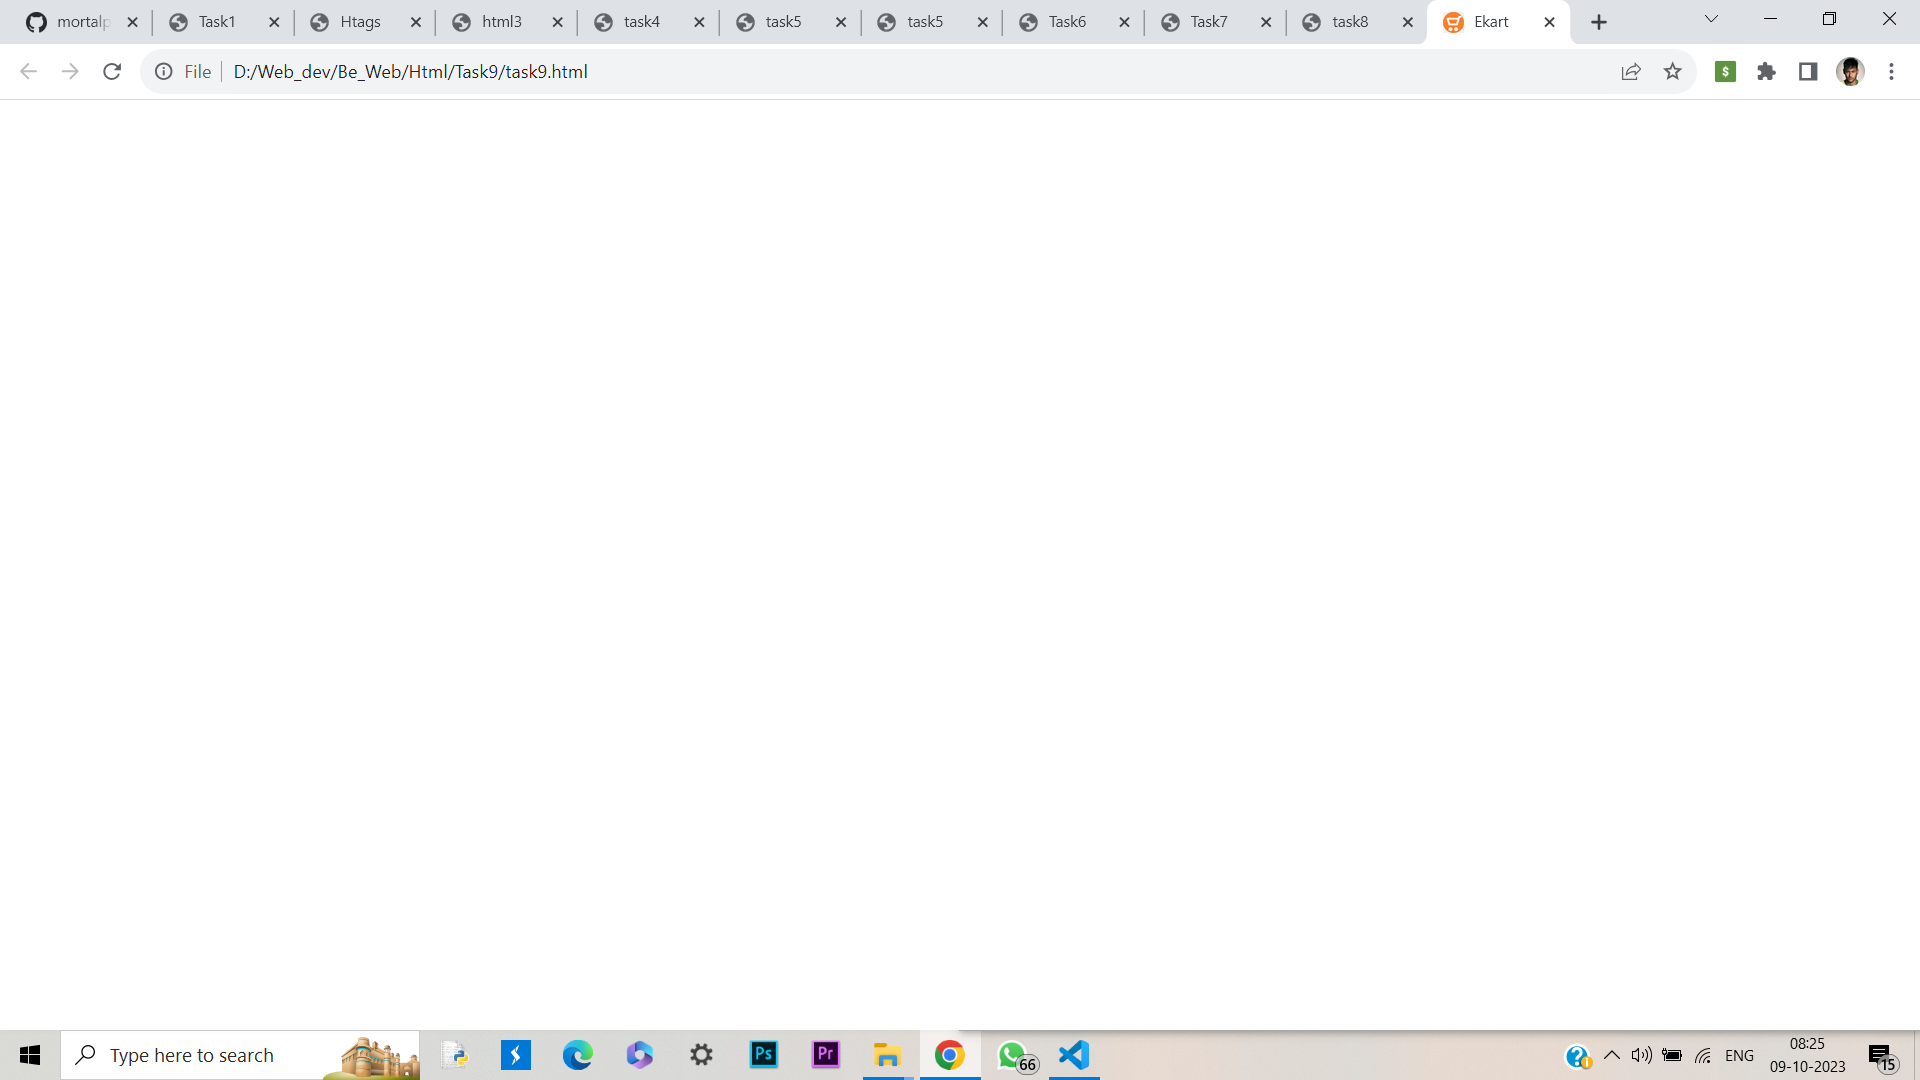 mortalp
Task1
Htags
html3
task4
task5
task5
Task6
Task7
task8
Ekart
File
D:/Web_dev/Be_Web/Html/Task9/task9.html
$
Type here to search
Ps
Pr
66
ENG
08:25
09-10-2023
15